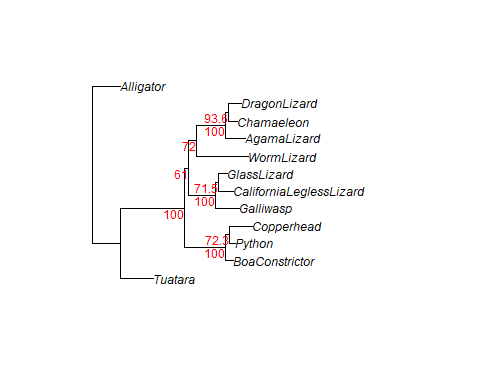 Alligator
DragonLizard
93.6
Chamaeleon
100
AgamaLizard
72
WormLizard
61
GlassLizard
71.5
CaliforniaLeglessLizard
100
Galliwasp
100
Copperhead
72.3
Python
100
BoaConstrictor
Tuatara